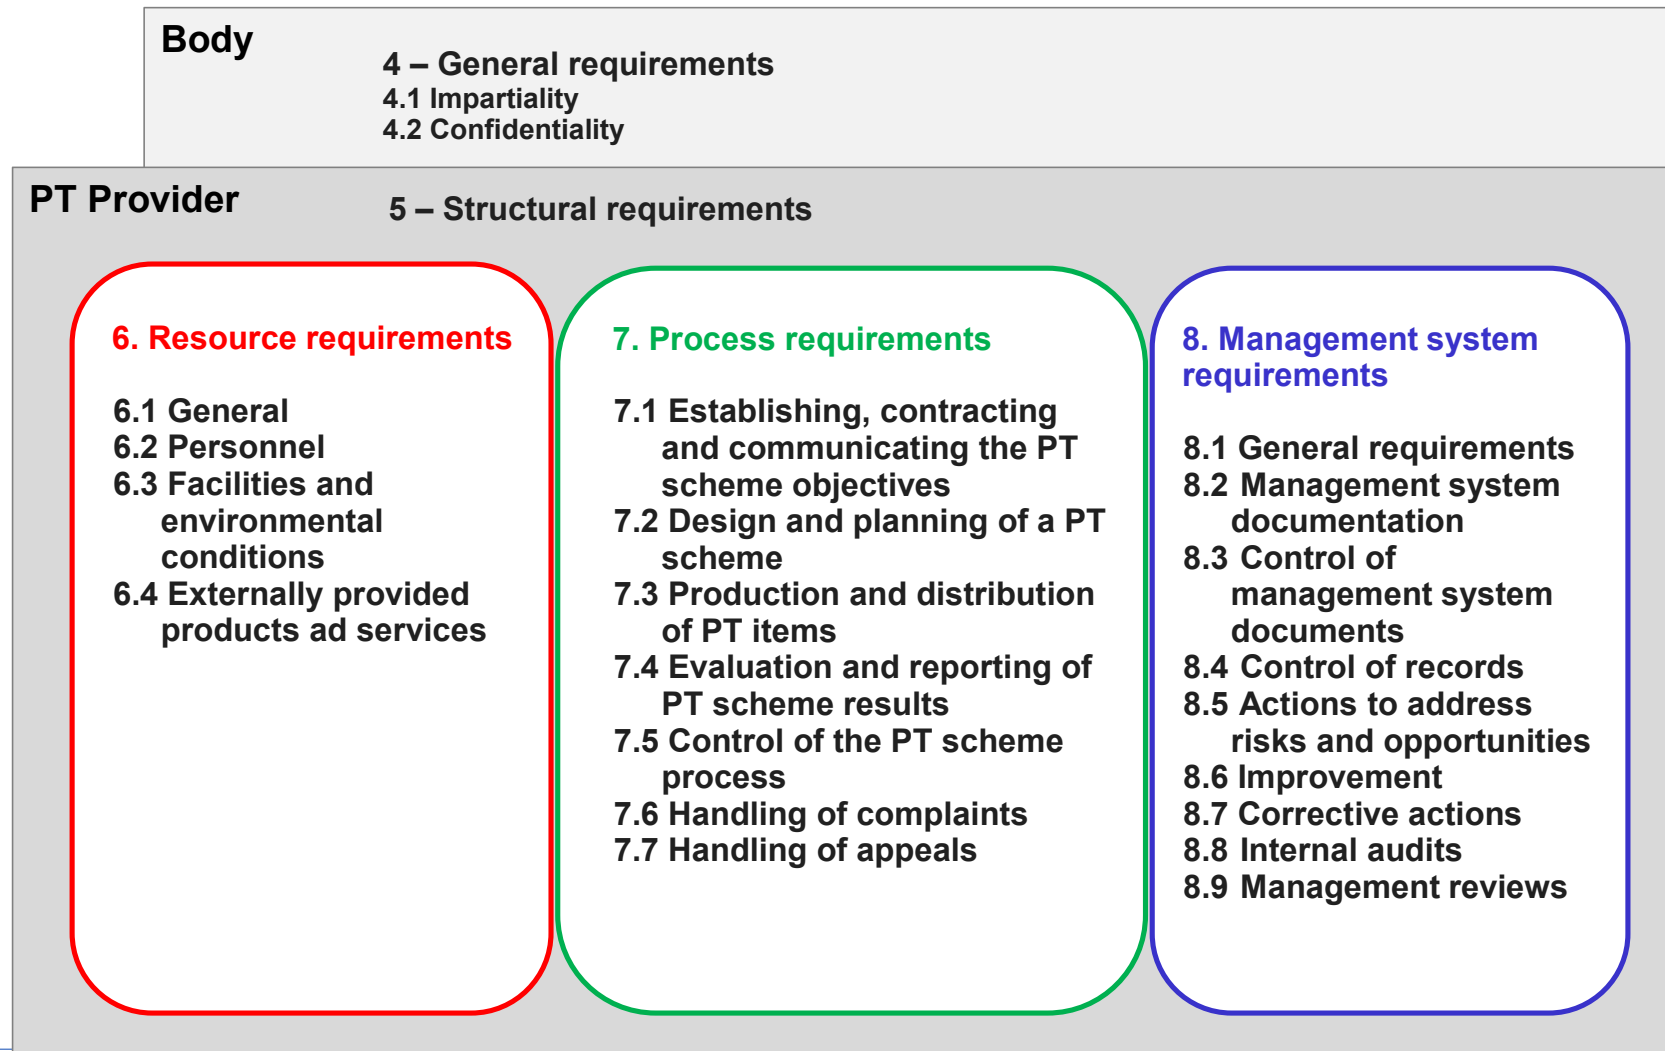 Body
4 – General requirements
4.1 Impartiality
4.2 Confidentiality
PT Provider
5 – Structural requirements
6. Resource requirements
6.1 General
6.2 Personnel
6.3 Facilities and
environmental
conditions
6.4 Externally provided
products ad services
7. Process requirements
7.1 Establishing, contracting
and communicating the PT
scheme objectives
7.2 Design and planning of a PT
scheme
7.3 Production and distribution
of PT items
7.4 Evaluation and reporting of
PT scheme results
7.5 Control of the PT scheme
process
7.6 Handling of complaints
7.7 Handling of appeals
8. Management system
requirements
8.1 General requirements
8.2 Management system
documentation
8.3 Control of
management system
documents
8.4 Control of records
8.5 Actions to address
risks and opportunities
8.6 Improvement
8.7 Corrective actions
8.8 Internal audits
8.9 Management reviews